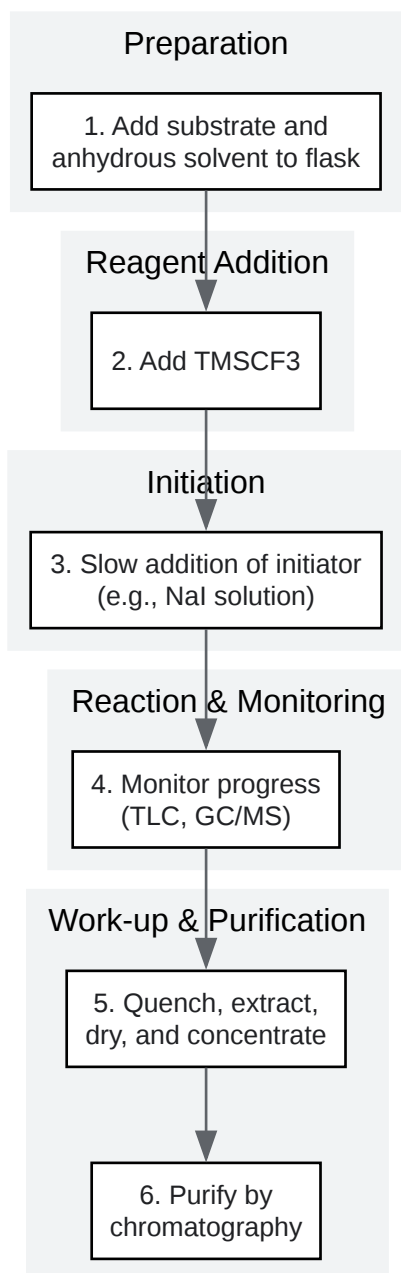 Preparation
1. Add substrate and
anhydrous solvent to flask
Reagent Addition
2. Add TMSCF3
Initiation
3. Slow addition of initiator
(e.g., NaI solution)
Reaction & Monitoring
4. Monitor progress
(TLC, GC/MS)
Work-up & Purification
5. Quench, extract,
dry, and concentrate
6. Purify by
chromatography